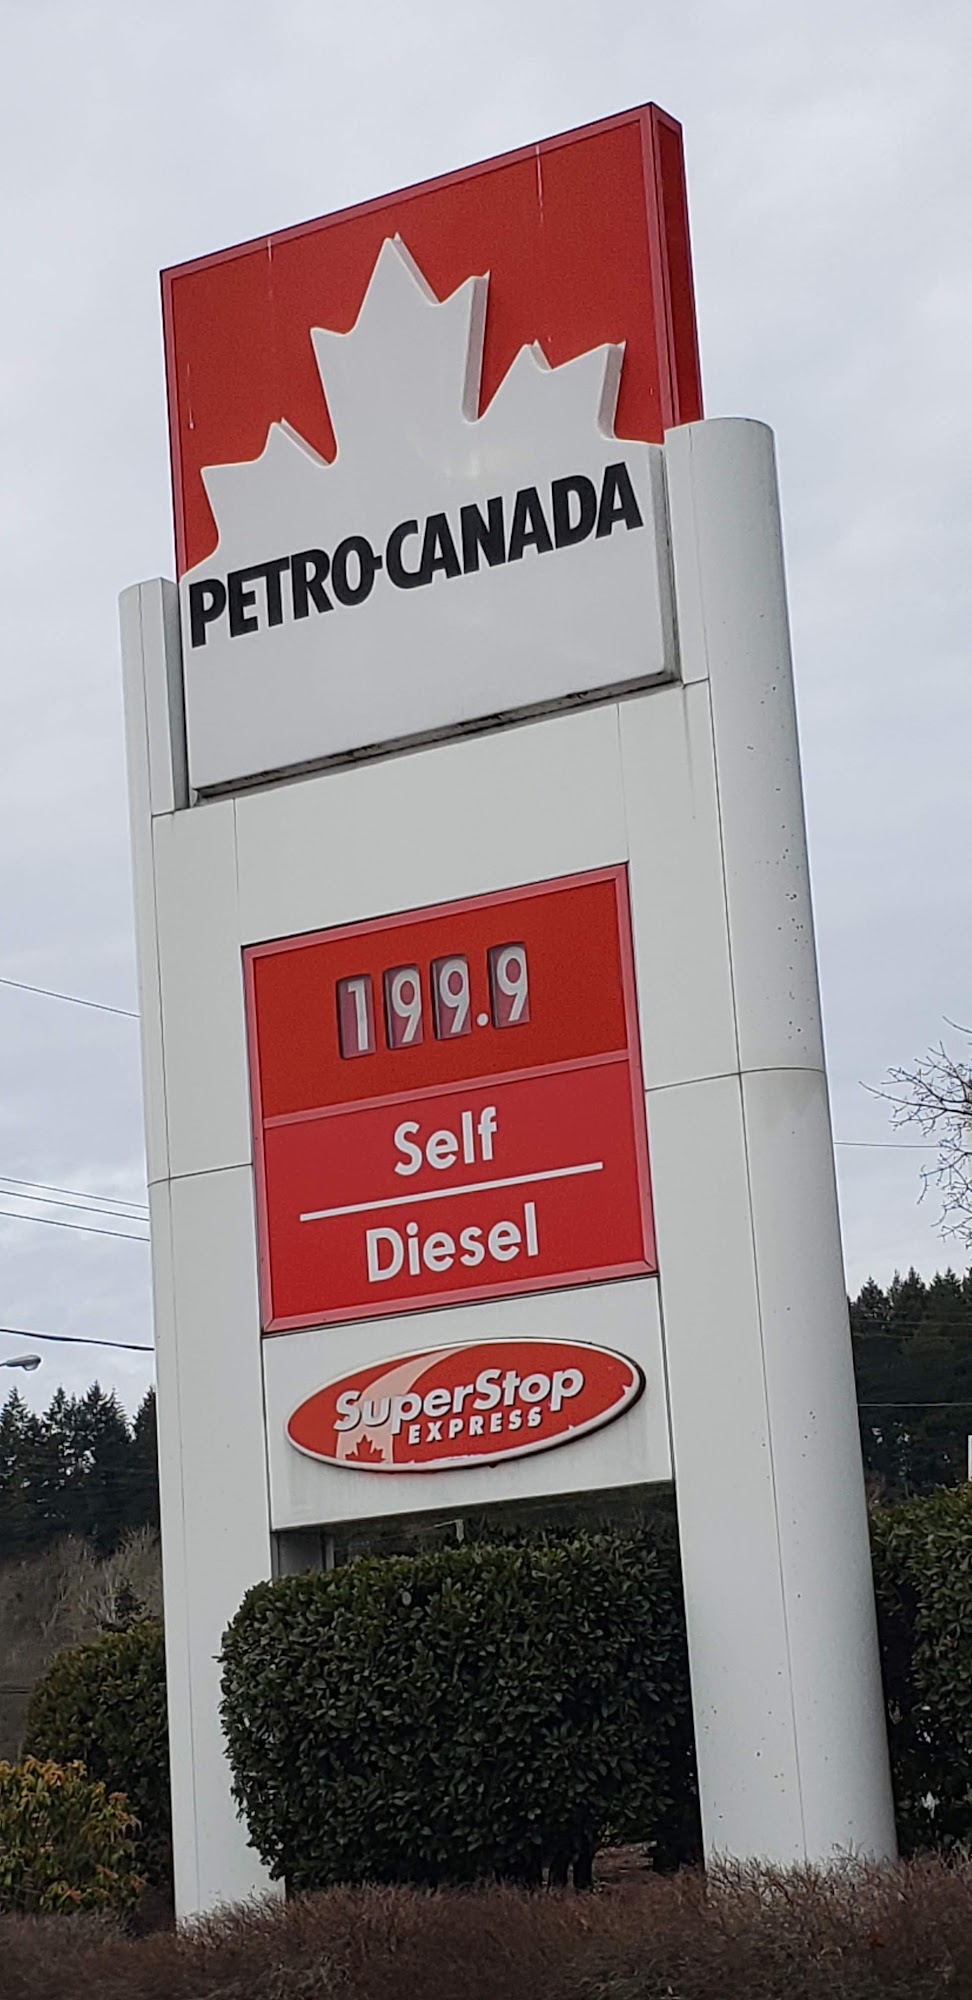 PETRO-CANADA
199.9
Self
Diesel
SuperStop
EXPRESS